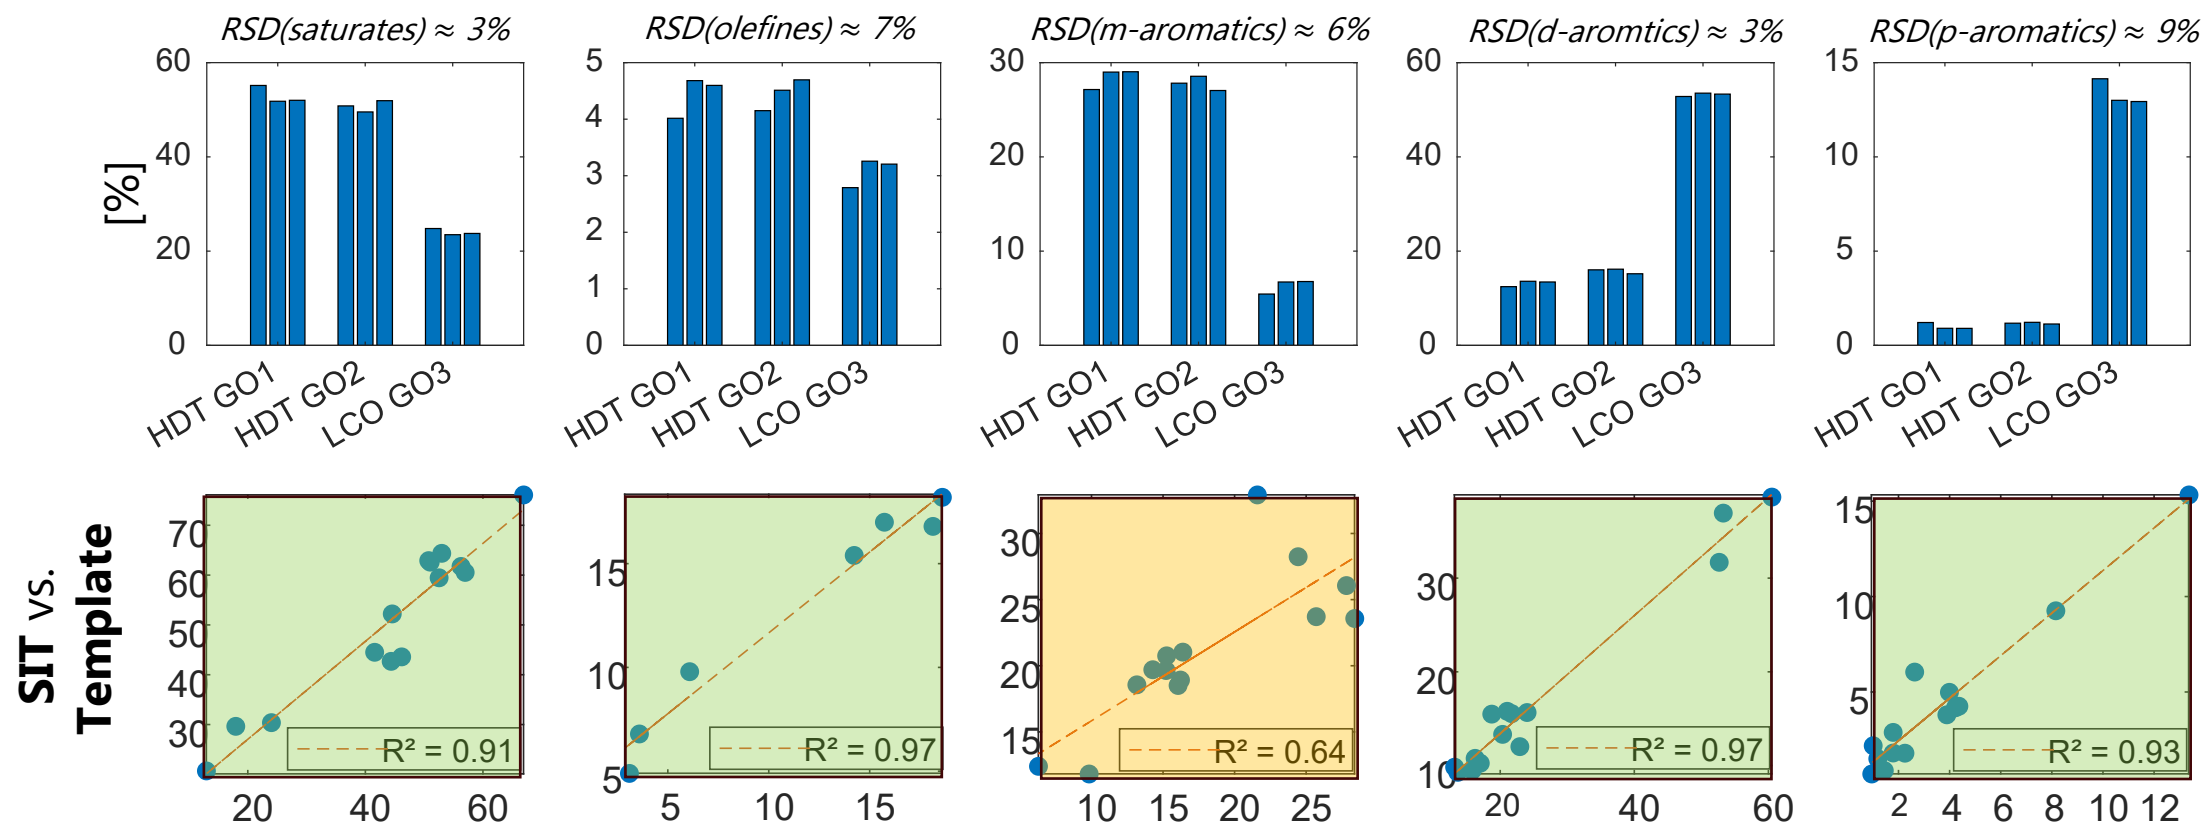 RSD(saturates) ≈ 3%
RSD(olefines) ≈ 7%
RSD(m-aromatics) ≈ 6%
RSD(d-aromtics) ≈ 3%
RSD(p-aromatics) ≈ 9%
[%]
60
40
20
0
HDT GO1
HDT GO2
LCO GO3
5
4
3
2
1
0
HDT GO1
HDT GO2
LCO GO3
30
20
10
0
HDT GO1
HDT GO2
LCO GO3
60
40
20
0
HDT GO1
HDT GO2
LCO GO3
15
10
5
0
HDT GO1
HDT GO2
LCO GO3
SIT vs.
Template
70
60
50
40
30
R² = 0.91
20 40 60
15
10
5
R² = 0.97
5 10 15
30
25
20
15
R² = 0.64
10 15 20 25
30
20
10
R² = 0.97
20 40 60
15
10
5
R² = 0.93
2 4 6 8 10 12